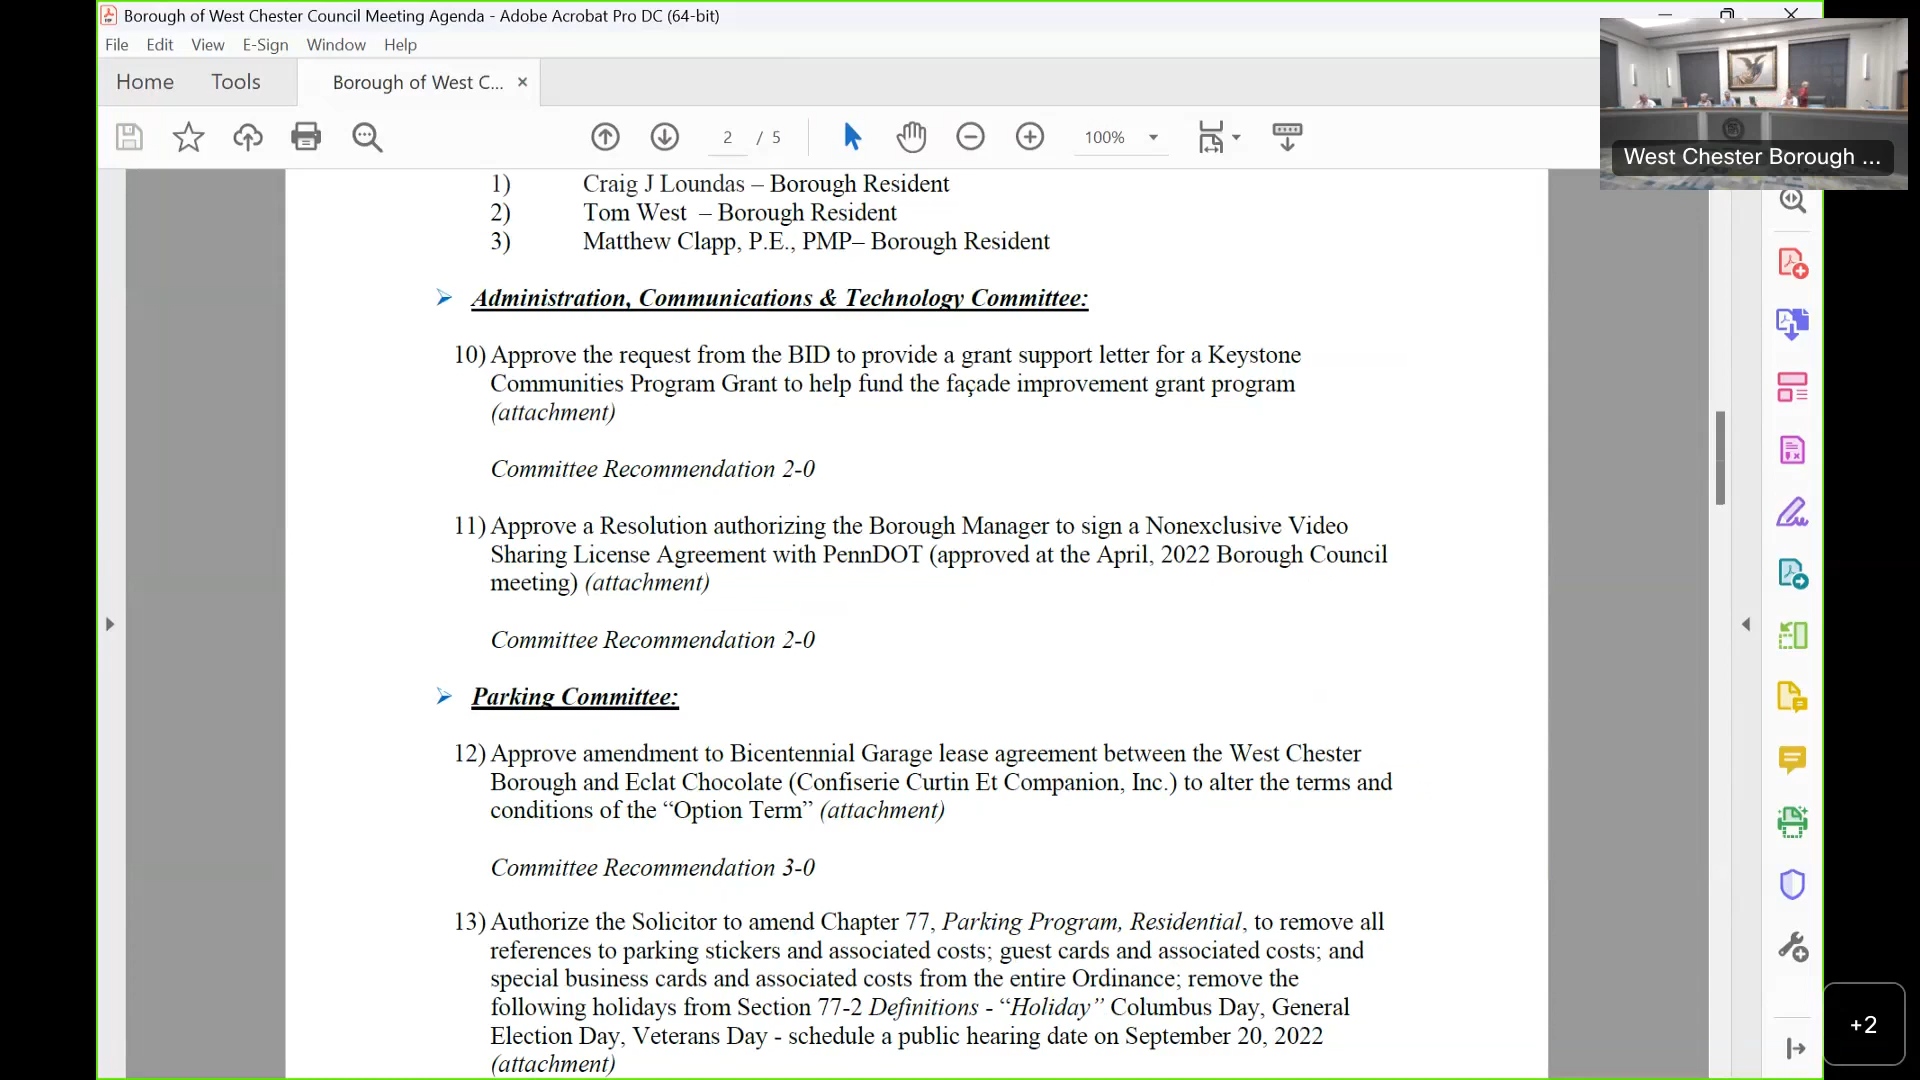 Borough of West Chester Council Meeting Agenda - Adobe Acrobat Pro DC (64-bit)
File Edit View E-Sign Window Help
Home Tools Borough of West C... ×
2 / 5 100%
West Chester Borough ...
1) Craig J Loundas – Borough Resident
2) Tom West – Borough Resident
3) Matthew Clapp, P.E., PMP– Borough Resident
Administration, Communications & Technology Committee:
10) Approve the request from the BID to provide a grant support letter for a Keystone
Communities Program Grant to help fund the façade improvement grant program
(attachment)
Committee Recommendation 2-0
11) Approve a Resolution authorizing the Borough Manager to sign a Nonexclusive Video
Sharing License Agreement with PennDOT (approved at the April, 2022 Borough Council
meeting) (attachment)
Committee Recommendation 2-0
Parking Committee:
12) Approve amendment to Bicentennial Garage lease agreement between the West Chester
Borough and Eclat Chocolate (Confiserie Curtin Et Companion, Inc.) to alter the terms and
conditions of the “Option Term” (attachment)
Committee Recommendation 3-0
13) Authorize the Solicitor to amend Chapter 77, Parking Program, Residential, to remove all
references to parking stickers and associated costs; guest cards and associated costs; and
special business cards and associated costs from the entire Ordinance; remove the
following holidays from Section 77-2 Definitions - “Holiday” Columbus Day, General
Election Day, Veterans Day - schedule a public hearing date on September 20, 2022
(attachment)
+2